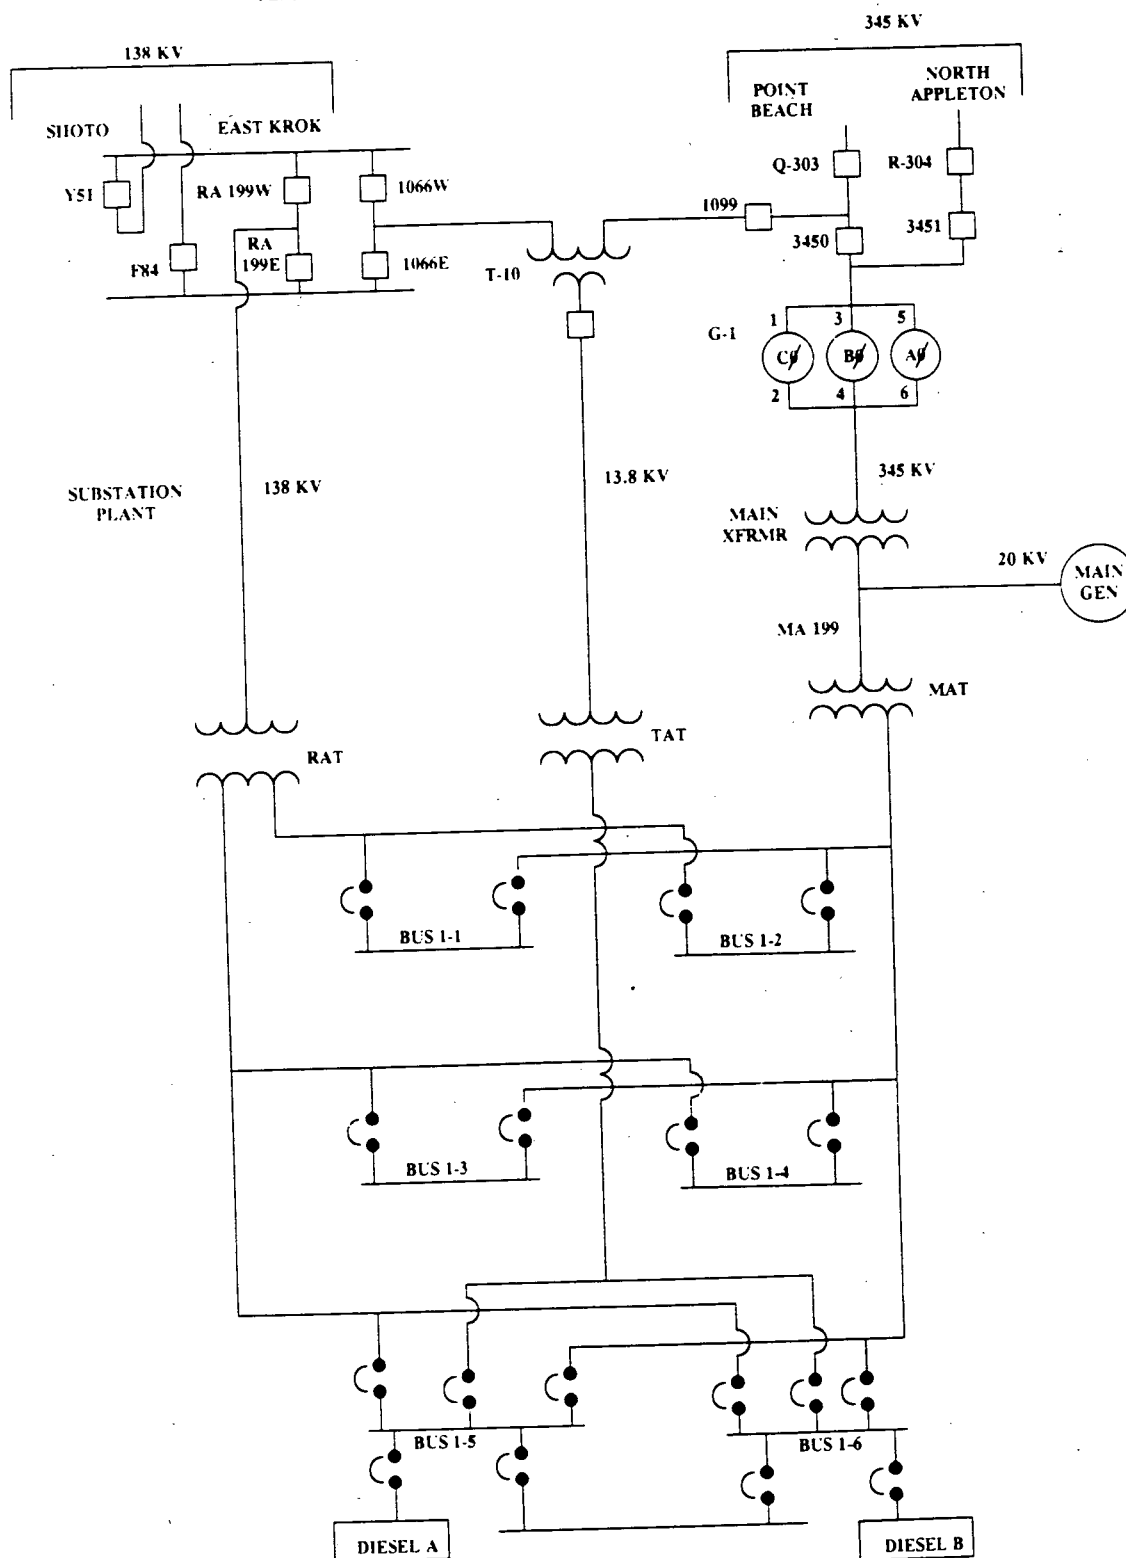 138 KV
345 KV
POINT
BEACH
NORTH
APPLETON
SHOTO
EAST KROK
Q-303
R-304
Y51
RA 199W
1066W
1099
3450
3451
RA
199E
F84
1066E
T-10
G-1
1
3
5
Cϕ
Bϕ
Aϕ
2
4
6
SUBSTATION
PLANT
138 KV
13.8 KV
345 KV
MAIN
XFRMR
20 KV
MAIN
GEN
MA 199
MAT
RAT
TAT
BUS 1-1
BUS 1-2
BUS 1-3
BUS 1-4
BUS 1-5
BUS 1-6
DIESEL A
DIESEL B